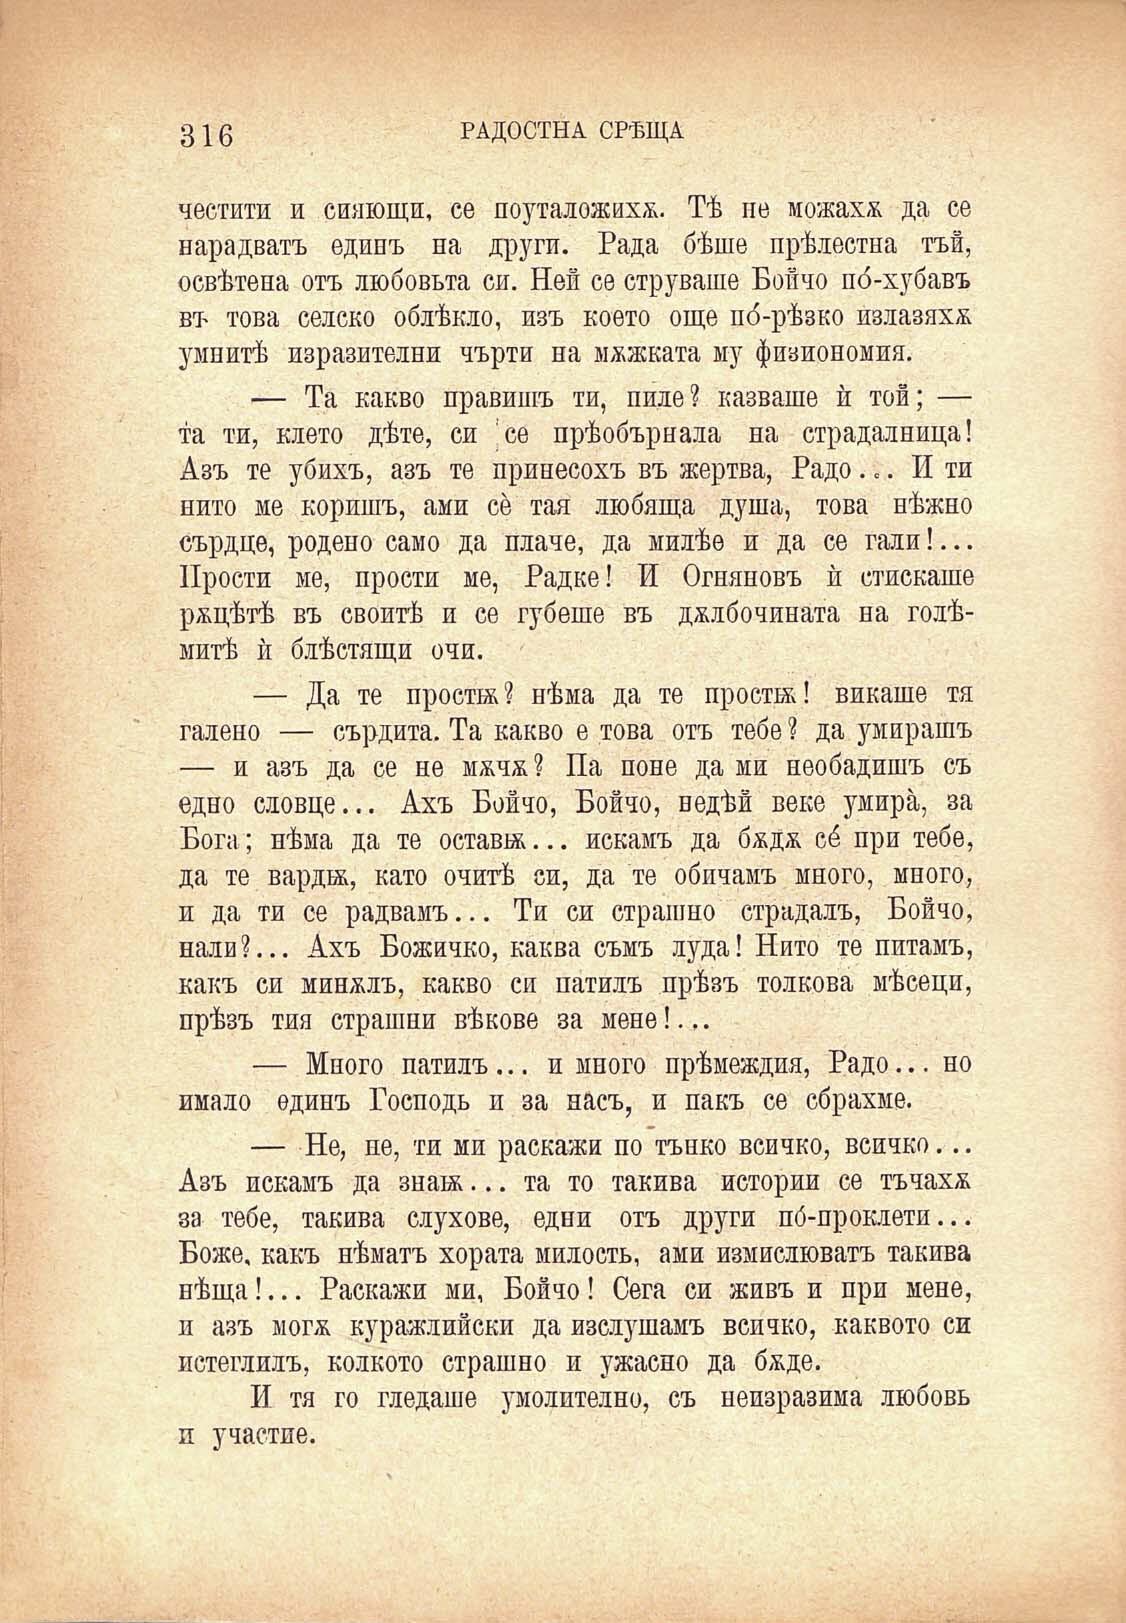 316
РАДОСТНА СРѢЩА
честити и сияющи, се поуталожихѫ. Тѣ не можахѫ да се
нарадватъ единъ на други. Рада бѣше прѣлестна тъй,
освѣтена отъ любовьта си. Ней се струваше Бойчо по́-хубавъ
въ това селско облѣкло, изъ което още по́-рѣзко излазяхѫ
умнитѣ изразителни чърти на мѫжката му физиономия.
— Та какво правишъ ти, пиле? казваше ѝ той; —
та ти, клето дѣте, си се прѣобърнала на страдалница!
Азъ те убихъ, азъ те принесохъ въ жертва, Радо... И ти
нито ме коришъ, ами сѐ тая любяща душа, това нѣжно
сърдце, родено само да плаче, да милѣе и да се гали!...
Прости ме, прости ме, Радке! И Огняновъ ѝ стискаше
рѫцѣтѣ въ своитѣ и се губеше въ дѫлбочината на голѣ-
митѣ ѝ блѣстящи очи.
— Да те простѭ? нѣма да те простѭ! викаше тя
галено — сърдита. Та какво е това отъ тебе? да умирашъ
— и азъ да се не мѫчѫ? Па поне да ми необадишъ съ
едно словце... Ахъ Бойчо, Бойчо, недѣй веке умира̀, за
Бога; нѣма да те оставѭ... искамъ да бѫдѫ се́ при тебе,
да те вардѭ, като очитѣ си, да те обичамъ много, много,
и да ти се радвамъ... Ти си страшно страдалъ, Бойчо,
нали?... Ахъ Божичко, каква съмъ луда! Нито те питамъ,
какъ си минѫлъ, какво си патилъ прѣзъ толкова мѣсеци,
прѣзъ тия страшни вѣкове за мене!...
— Много патилъ... и много прѣмеждия, Радо... но
имало единъ Господь и за насъ, и пакъ се сбрахме.
— Не, не, ти ми раскажи по тънко всичко, всичко...
Азъ искамъ да знаѭ... та то такива истории се тъчахѫ
за тебе, такива слухове, едни отъ други по́-проклети...
Боже, какъ нѣматъ хората милость, ами измислюватъ такива
нѣща!... Раскажи ми, Бойчо! Сега си живъ и при мене,
и азъ могѫ куражлийски да изслушамъ всичко, каквото си
истеглилъ, колкото страшно и ужасно да бѫде.
И тя го гледаше умолително, съ неизразима любовь
и участие.